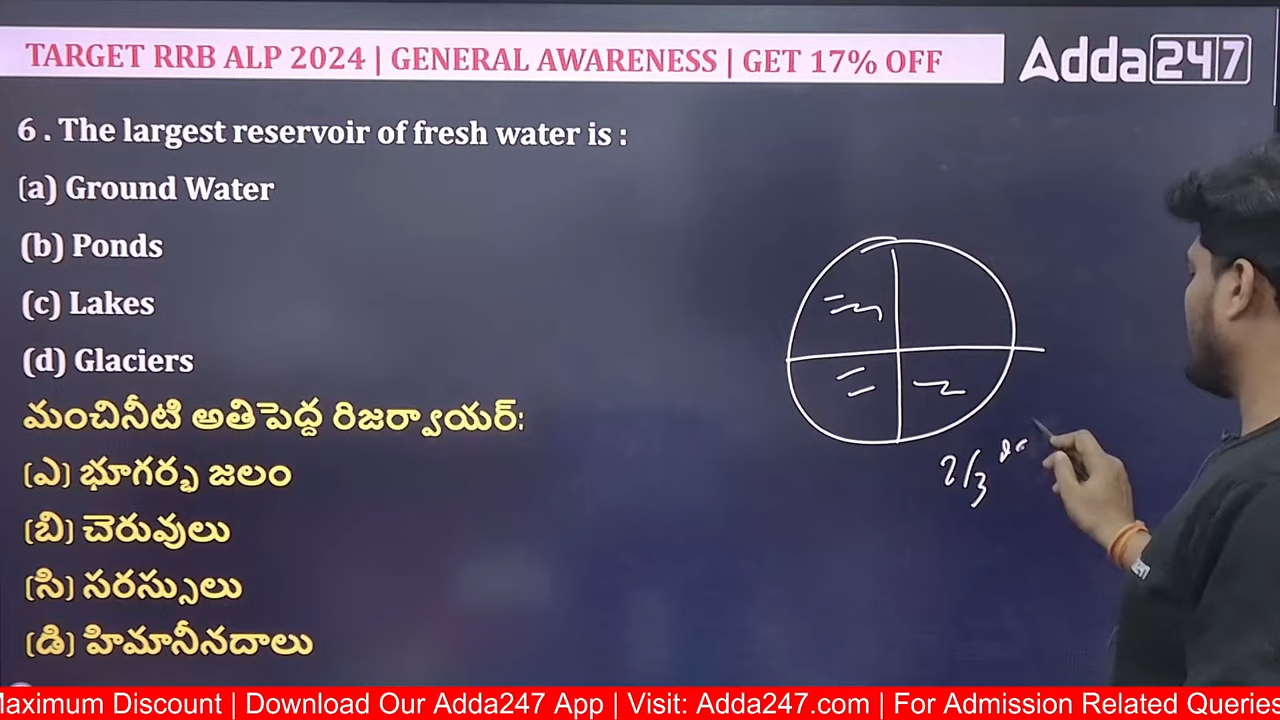 TARGET RRB ALP 2024 | GENERAL AWARENESS | GET 17% OFF
Adda247
6 . The largest reservoir of fresh water is :
(a) Ground Water
(b) Ponds
(c) Lakes
(d) Glaciers
మంచినీటి అతిపెద్ద రిజర్వాయర్:
(ఎ) భూగర్భ జలం
(బి) చెరువులు
(సి) సరస్సులు
(డి) హిమానీనదాలు
2/3
Maximum Discount | Download Our Adda247 App | Visit: Adda247.com | For Admission Related Queries